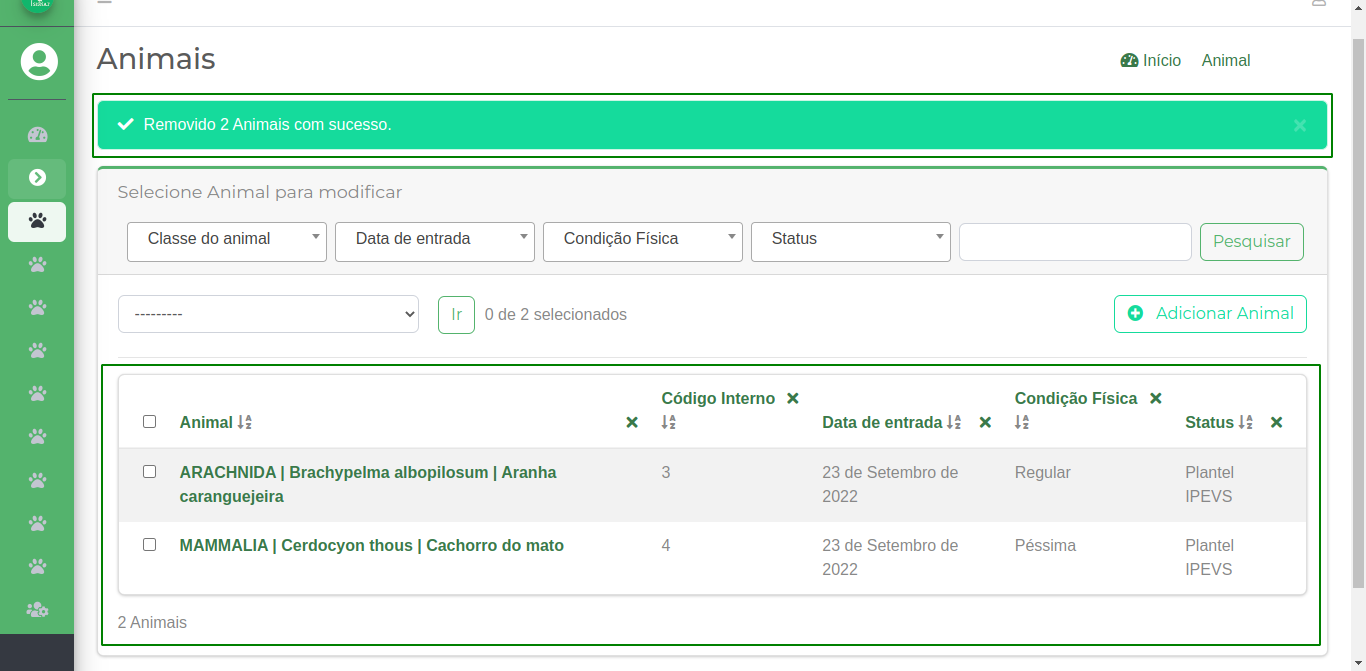 Animais
Início Animal
Removido 2 Animais com sucesso.
Selecione Animal para modificar
Classe do animal Data de entrada Condição Física Status Pesquisar
--------- Ir 0 de 2 selecionados Adicionar Animal
Código Interno Condição Física
Animal Data de entrada Status
ARACHNIDA | Brachypelma albopilosum | Aranha 3 23 de Setembro de Regular Plantel
caranguejeira 2022 IPEVS
MAMMALIA | Cerdocyon thous | Cachorro do mato 4 23 de Setembro de Péssima Plantel
2022 IPEVS
2 Animais